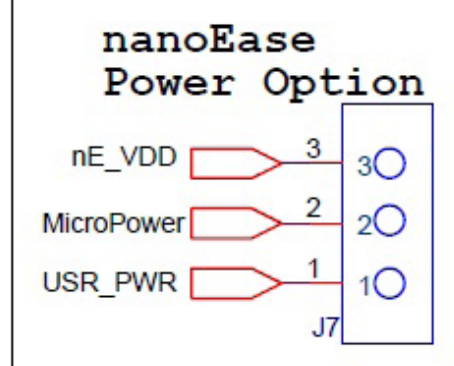 nanoEase
Power Option
nE_VDD 3 3
MicroPower 2 2
USR_PWR 1 1
J7